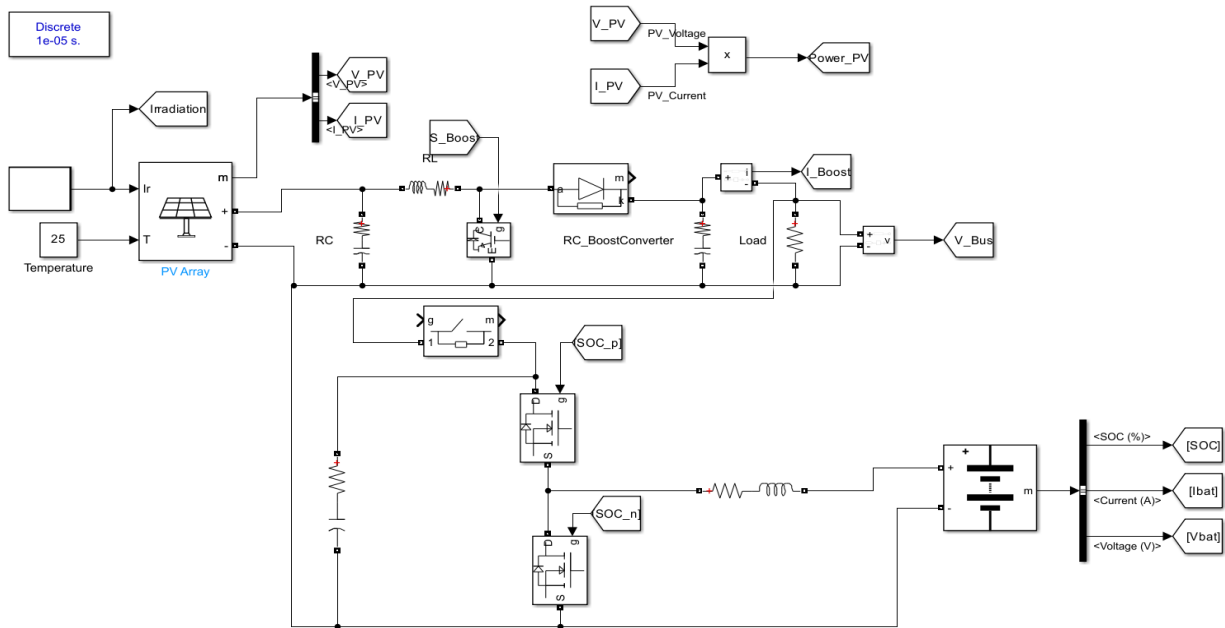 Discrete
1e-05 s.
V_PV
PV_Voltage
I_PV
PV_Current
x
Power_PV
V_PV
<V_PV>
I_PV
<I_PV>
Irradiation
S_Boost
RL
Ir
m
T
+
-
PV Array
25
Temperature
RC
g
C
E
a
m
k
RC_BoostConverter
+
i
-
I_Boost
Load
+
-
v
V_Bus
g
m
1
2
[SOC_p]
D
g
S
[SOC_n]
D
g
S
+
+
-
m
<SOC (%)>
[SOC]
<Current (A)>
[Ibat]
<Voltage (V)>
[Vbat]